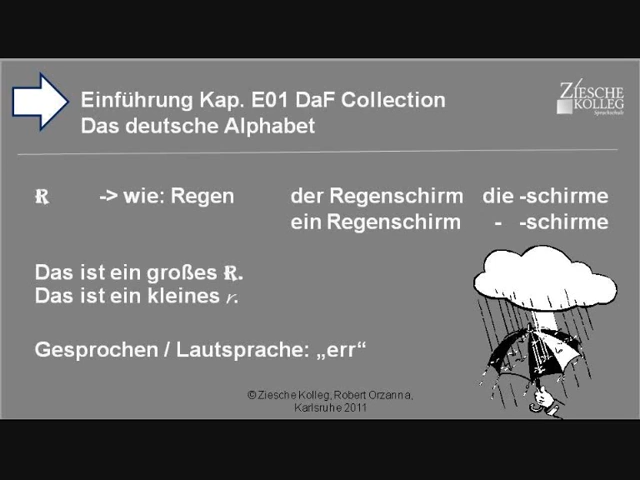 Einführung Kap. E01 DaF Collection
Das deutsche Alphabet
ZIESCHE
KOLLEG
Sprachschule
R -> wie: Regen der Regenschirm die -schirme
ein Regenschirm - -schirme
Das ist ein großes R.
Das ist ein kleines r.
Gesprochen / Lautsprache: „err“
© Ziesche Kolleg, Robert Orzanna,
Karlsruhe 2011